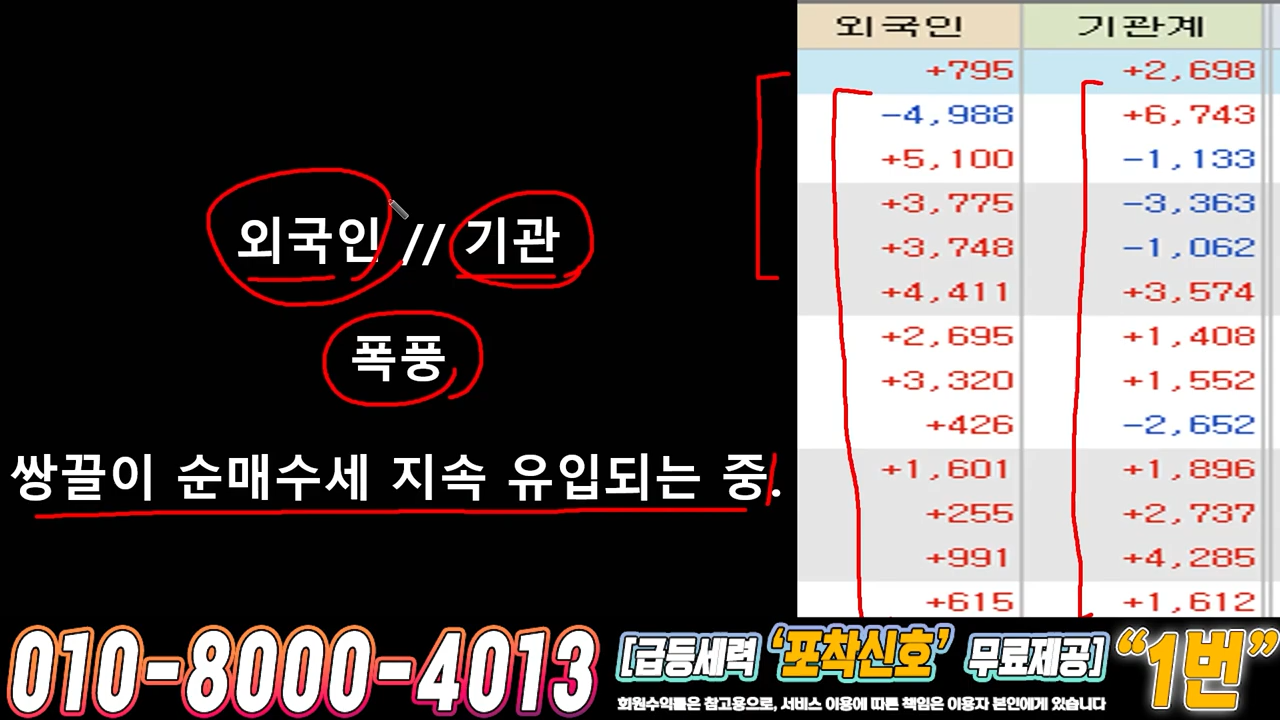 외국인 // 기관
폭풍
쌍끌이 순매수세 지속 유입되는 중.
외국인 기관계
+795 +2,698
-4,988 +6,743
+5,100 -1,133
+3,775 -3,363
+3,748 -1,062
+4,411 +3,574
+2,695 +1,408
+3,320 +1,552
+426 -2,652
+1,601 +1,896
+255 +2,737
+991 +4,285
+615 +1,612
010-8000-4013
[급등세력 '포착신호' 무료제공] "1번"
회원수익률은 참고용으로, 서비스 이용에 따른 책임은 이용자 본인에게 있습니다